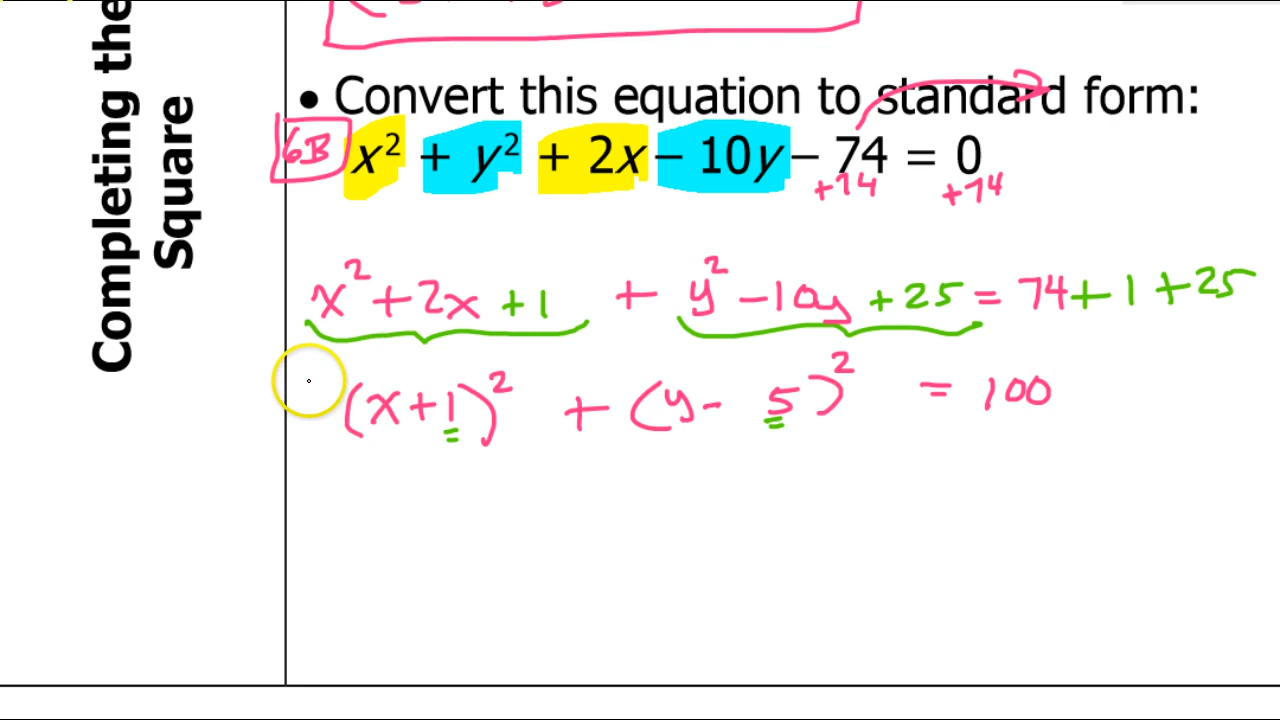 Completing the
Square
• Convert this equation to standard form:
6B x² + y² + 2x – 10y – 74 = 0
+74 +74
x² + 2x + 1 + y² – 10y + 25 = 74 + 1 + 25
(x + 1)² + (y – 5)² = 100